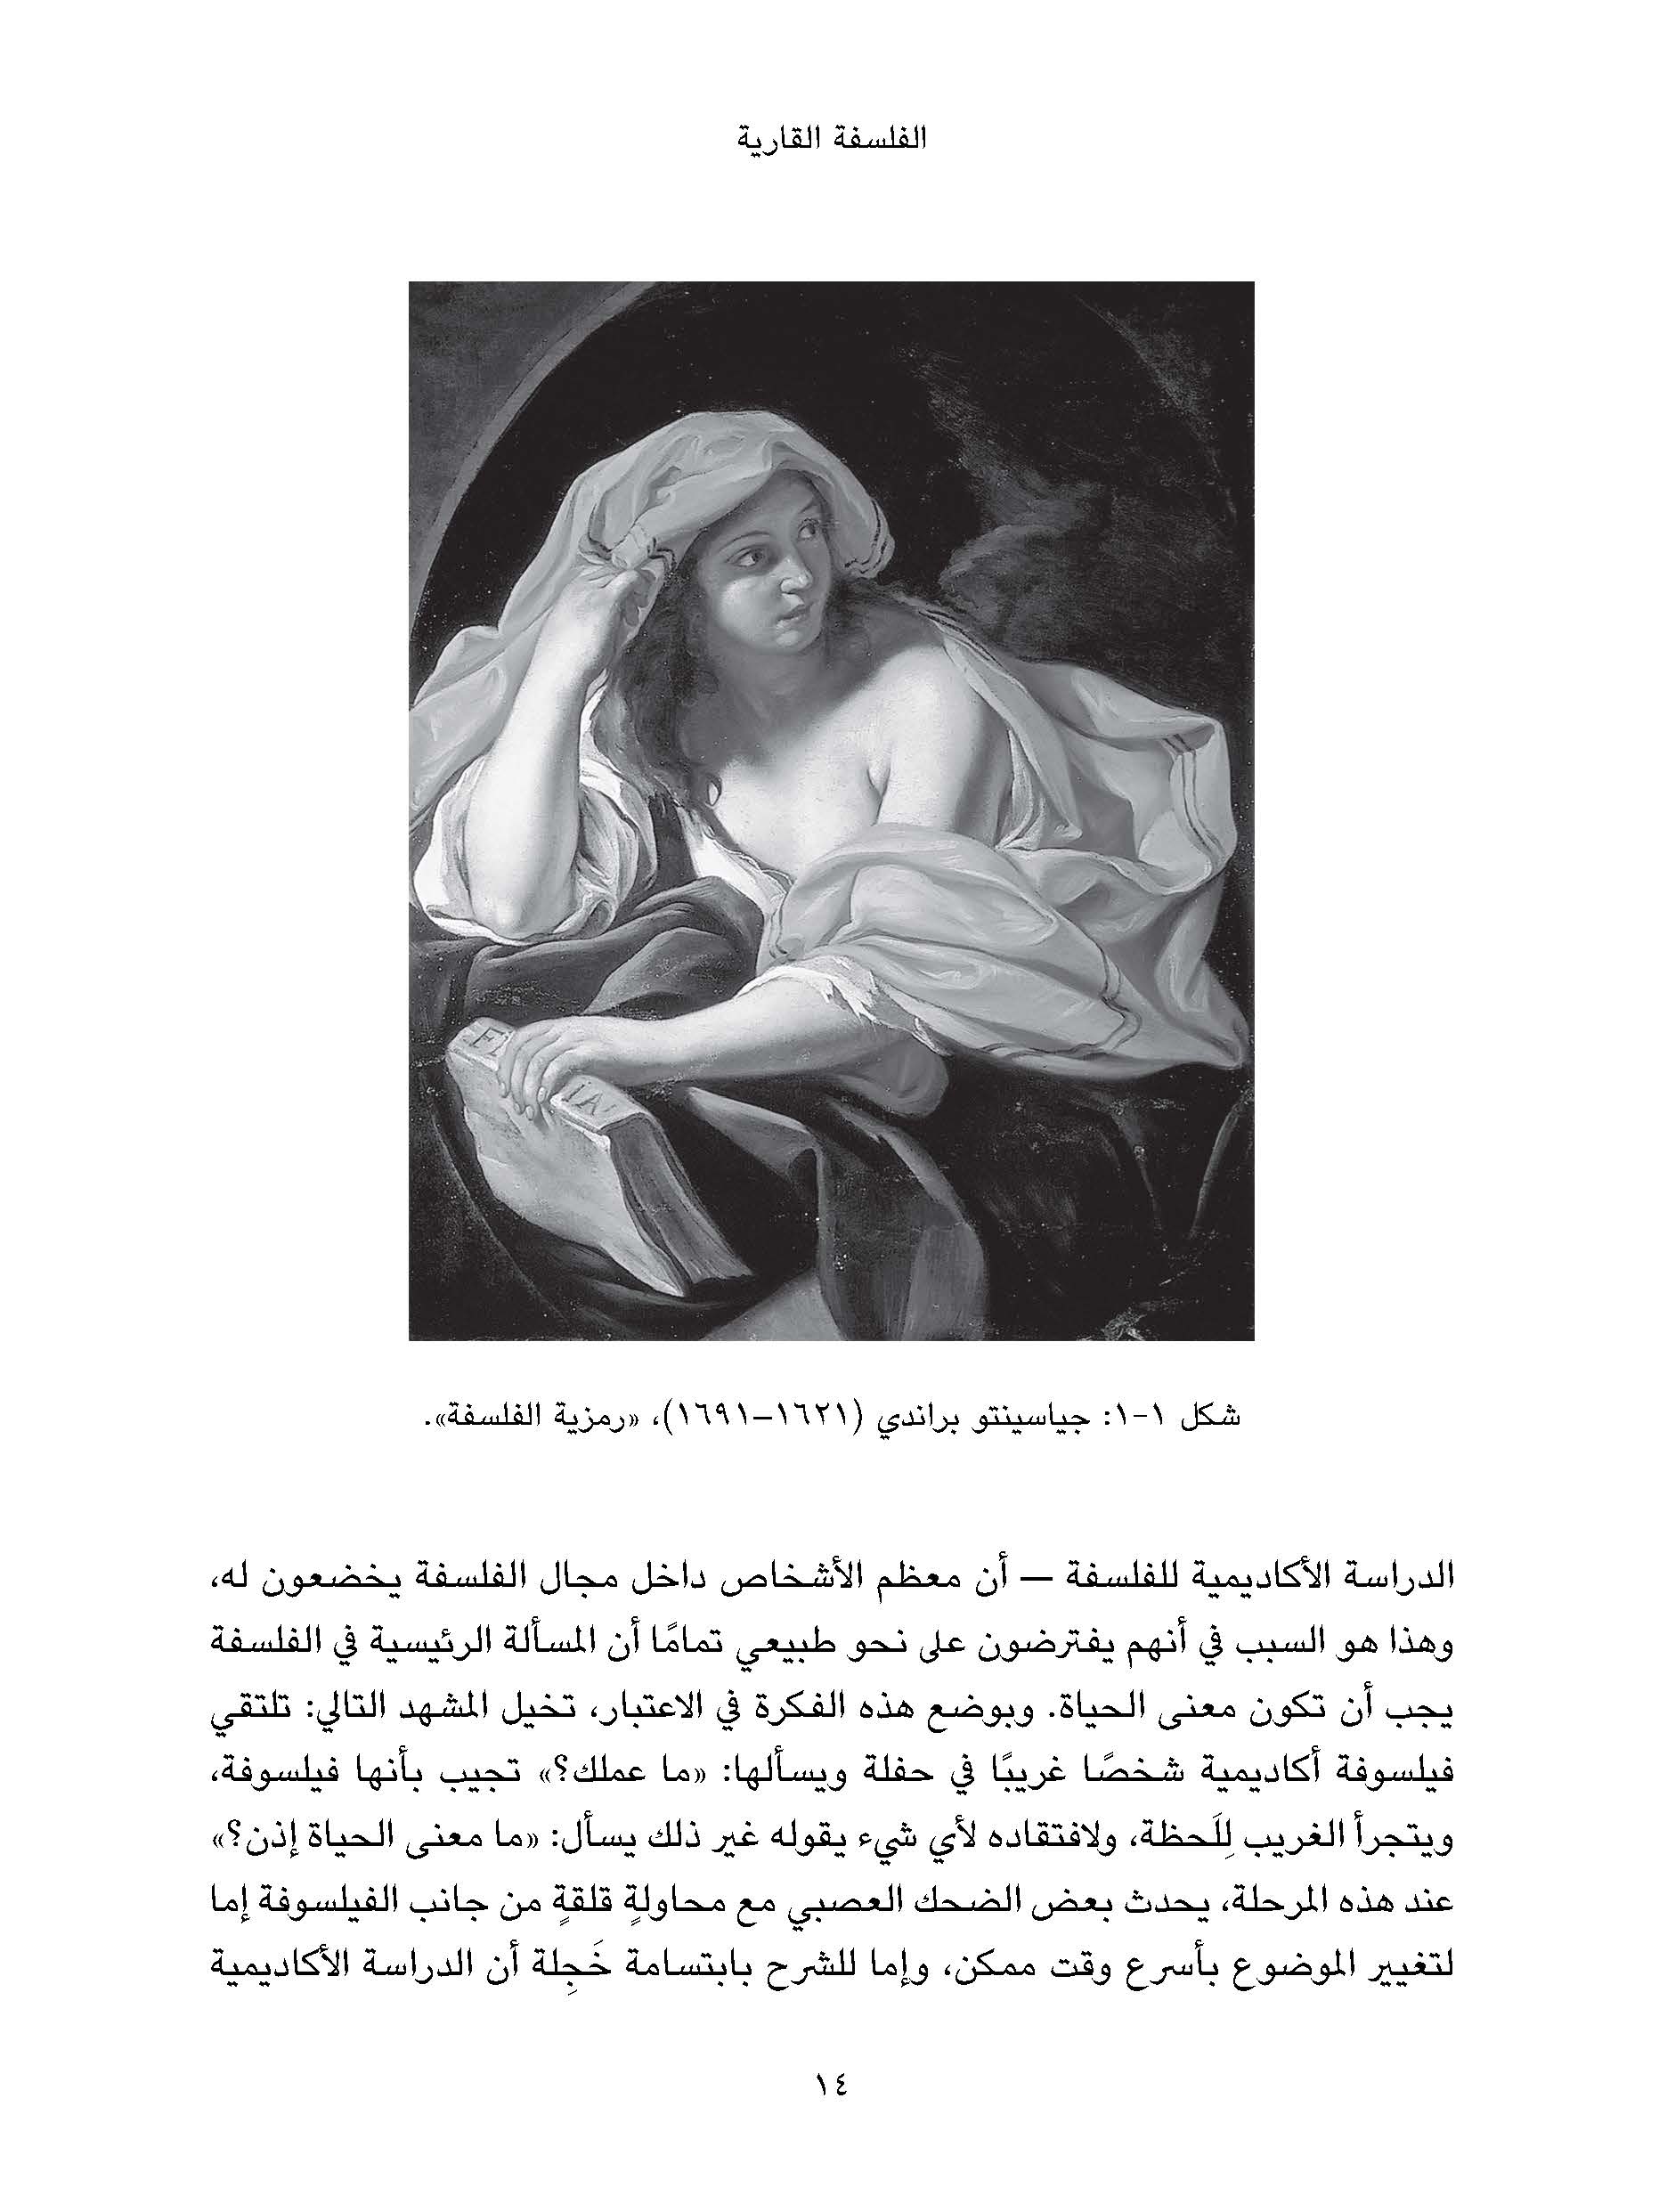 الفلسفة القارية
FI
IA
شكل ١-١: جياسينتو براندي (١٦٢١–١٦٩١)، «رمزية الفلسفة».
الدراسة الأكاديمية للفلسفة — أن معظم الأشخاص داخل مجال الفلسفة يخضعون له،
وهذا هو السبب في أنهم يفترضون على نحو طبيعي تمامًا أن المسألة الرئيسية في الفلسفة
يجب أن تكون معنى الحياة. وبوضع هذه الفكرة في الاعتبار، تخيل المشهد التالي: تلتقي
فيلسوفة أكاديمية شخصًا غريبًا في حفلة ويسألها: «ما عملك؟» تجيب بأنها فيلسوفة،
ويتجرأ الغريب لِلَحظة، ولافتقاده لأي شيء يقوله غير ذلك يسأل: «ما معنى الحياة إذن؟»
عند هذه المرحلة، يحدث بعض الضحك العصبي مع محاولةٍ قلقةٍ من جانب الفيلسوفة إما
لتغيير الموضوع بأسرع وقت ممكن، وإما للشرح بابتسامة خَجِلة أن الدراسة الأكاديمية
١٤